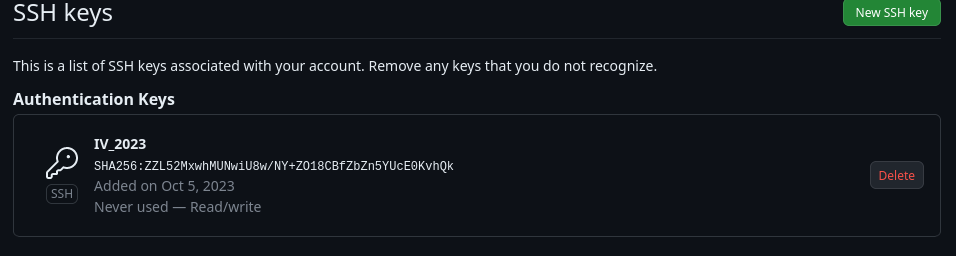 SSH keys
New SSH key
This is a list of SSH keys associated with your account. Remove any keys that you do not recognize.
Authentication Keys
IV_2023
SHA256:ZZL52MxwhMUNwiU8w/NY+ZO18CBfZbZn5YUcE0KvhQk
Added on Oct 5, 2023
Never used — Read/write
SSH
Delete